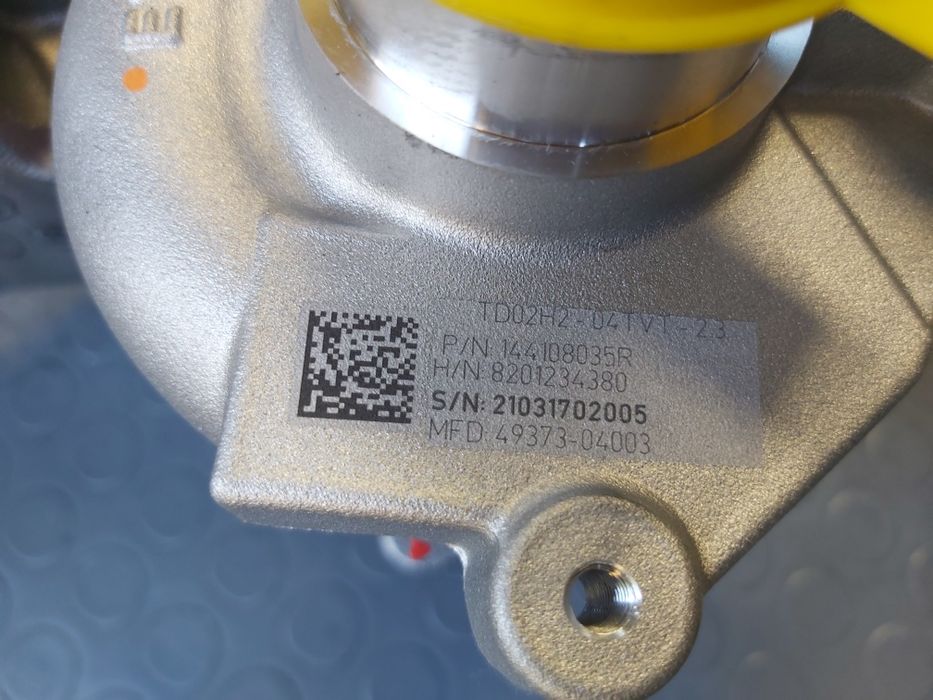 TD02H2-04TVT-2.3
P/N 144108035R
H/N 8201234380
S/N: 21031702005
MFD: 49373-04003